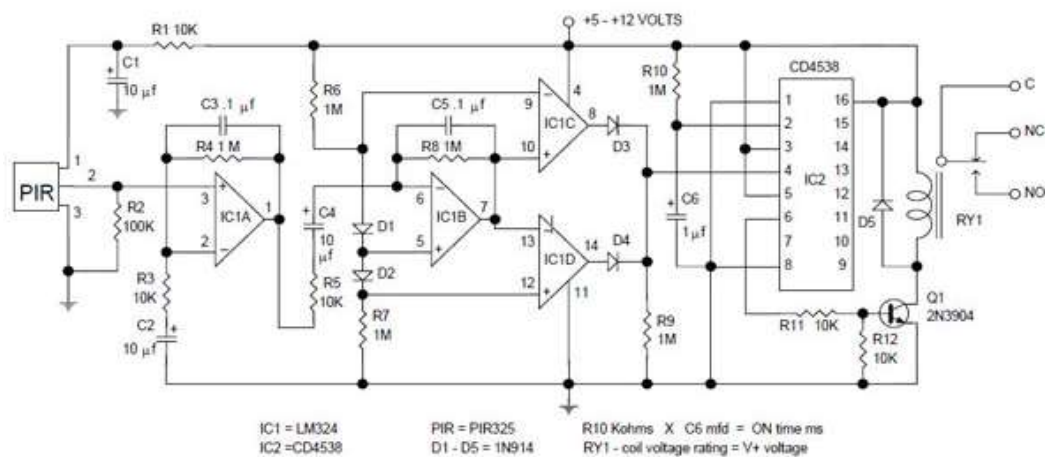 +5 - +12 VOLTS
R1 10K
C1
+
10 µf
C3 .1 µf
R4 1 M
R6
1M
C5 .1 µf
R8 1M
9
−
4
IC1C
8
10
+
D3
R10
1M
CD4538
1
2
3
4
5
6
7
8
16
15
14
13
12
11
10
9
IC2
C
NC
NO
RY1
D5
PIR
1
2
3
R2
100K
+
3
IC1A
1
2
−
C4
+
10
µf
D1
6
−
IC1B
7
5
+
D2
13
−
IC1D
14
12
+
11
D4
C6
+
1µf
R3
10K
C2
+
10 µf
R5
10K
R7
1M
R9
1M
R11 10K
R12
10K
Q1
2N3904
IC1 = LM324 PIR = PIR325 R10 Kohms X C6 mfd = ON time ms
IC2 =CD4538 D1 - D5 = 1N914 RY1 - coil voltage rating = V+ voltage